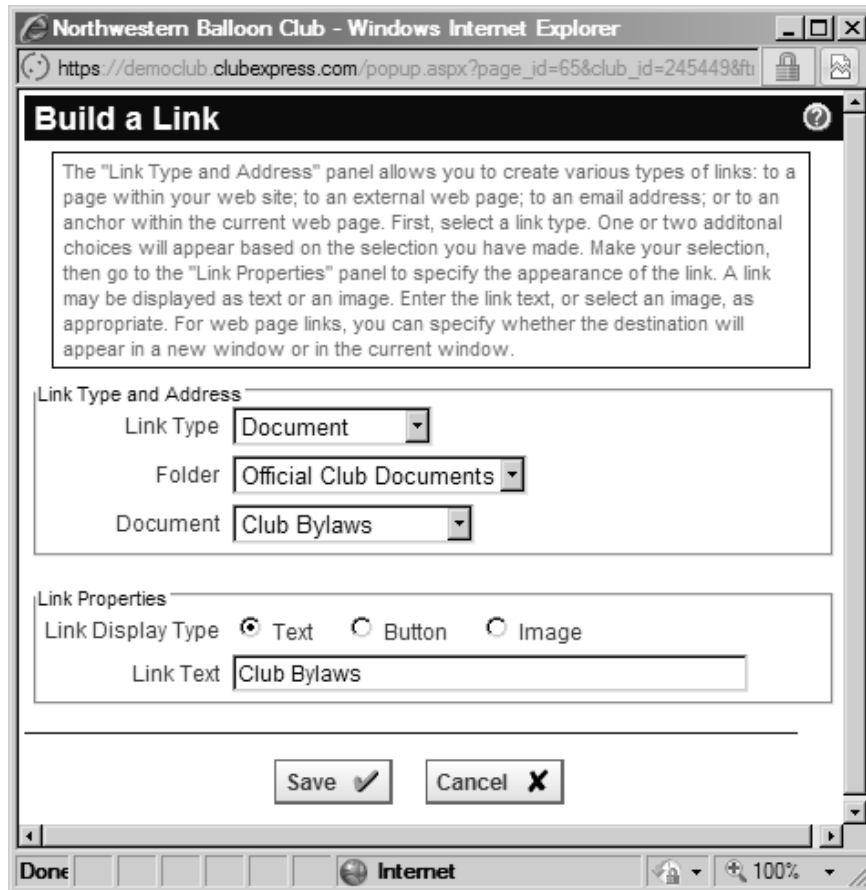 Northwestern Balloon Club - Windows Internet Explorer
https://democlub.clubexpress.com/popup.aspx?page_id=65&club_id=245449&ft
Build a Link
The "Link Type and Address" panel allows you to create various types of links: to a
page within your web site; to an external web page; to an email address; or to an
anchor within the current web page. First, select a link type. One or two additonal
choices will appear based on the selection you have made. Make your selection,
then go to the "Link Properties" panel to specify the appearance of the link. A link
may be displayed as text or an image. Enter the link text, or select an image, as
appropriate. For web page links, you can specify whether the destination will
appear in a new window or in the current window.
Link Type and Address
Link Type Document
Folder Official Club Documents
Document Club Bylaws
Link Properties
Link Display Type Text Button Image
Link Text Club Bylaws
Save Cancel
Done Internet 100%